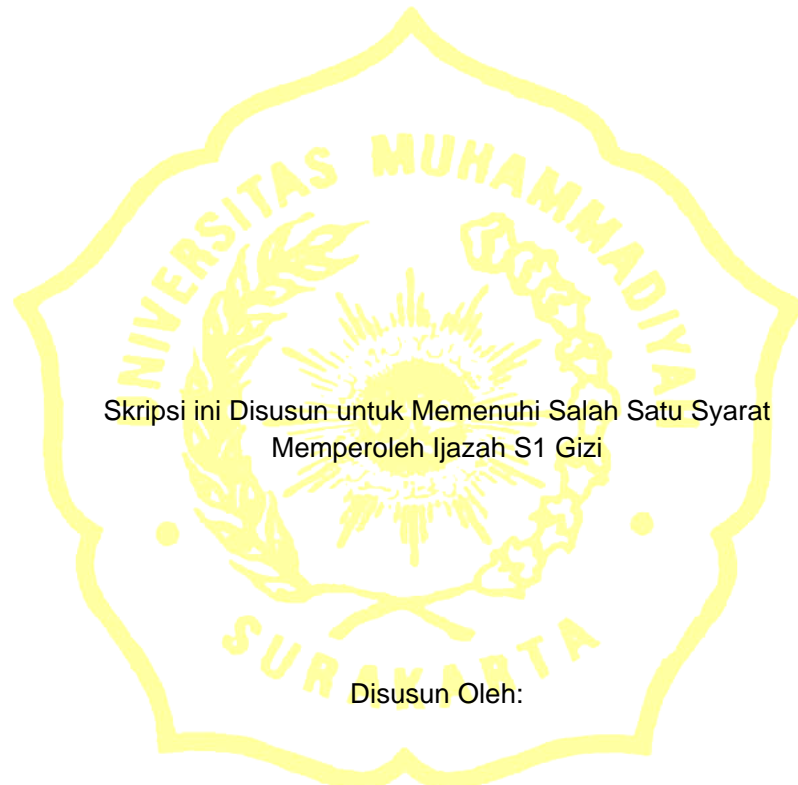 UNIVERSITAS MUHAMMADIYAH
Skripsi ini Disusun untuk Memenuhi Salah Satu Syarat
Memperoleh Ijazah S1 Gizi
SURAKARTA
Disusun Oleh: